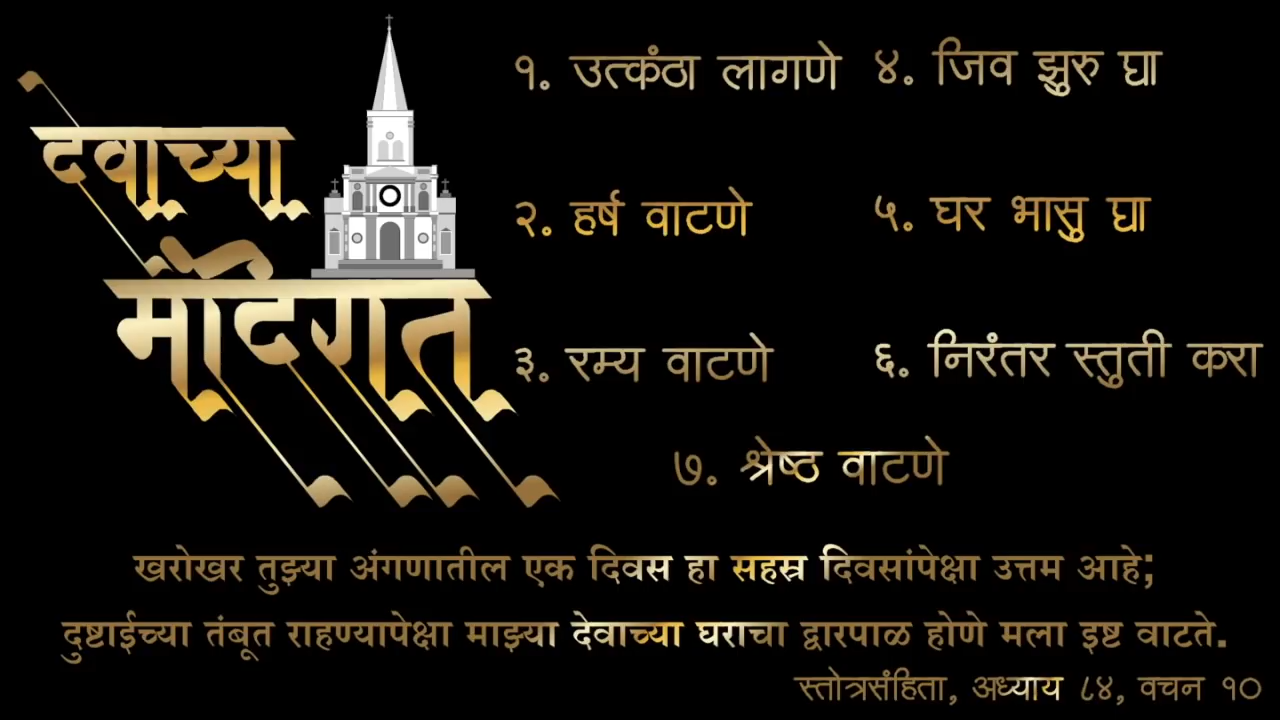 देवाच्या
मंदिरात
१. उत्कंठा लागणे
२. हर्ष वाटणे
३. रम्य वाटणे
४. जिव झुरु द्या
५. घर भासु द्या
६. निरंतर स्तुती करा
७. श्रेष्ठ वाटणे
खरोखर तुझ्या अंगणातील एक दिवस हा सहस्र दिवसांपेक्षा उत्तम आहे;
दुष्टाईच्या तंबूत राहण्यापेक्षा माझ्या देवाच्या घराचा द्वारपाळ होणे मला इष्ट वाटते.
स्तोत्रसंहिता, अध्याय ८४, वचन १०